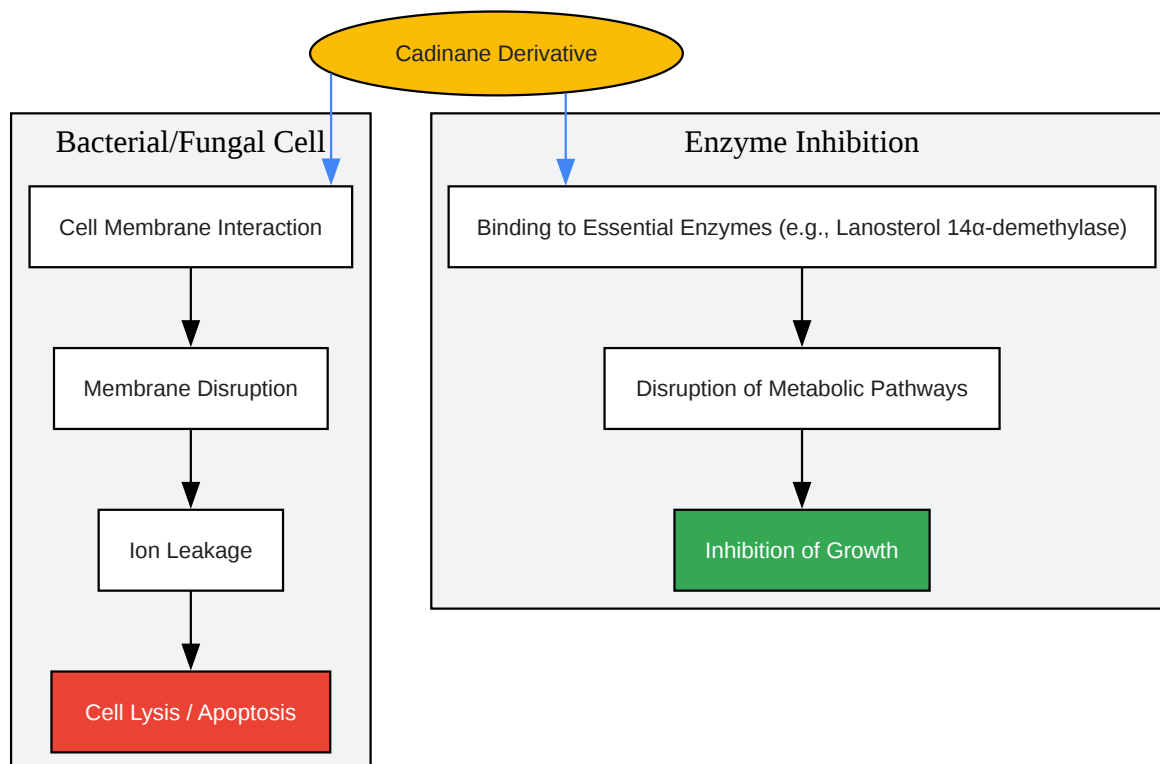 Cadinane Derivative
Bacterial/Fungal Cell
Cell Membrane Interaction
Membrane Disruption
Ion Leakage
Cell Lysis / Apoptosis
Enzyme Inhibition
Binding to Essential Enzymes (e.g., Lanosterol 14α-demethylase)
Disruption of Metabolic Pathways
Inhibition of Growth